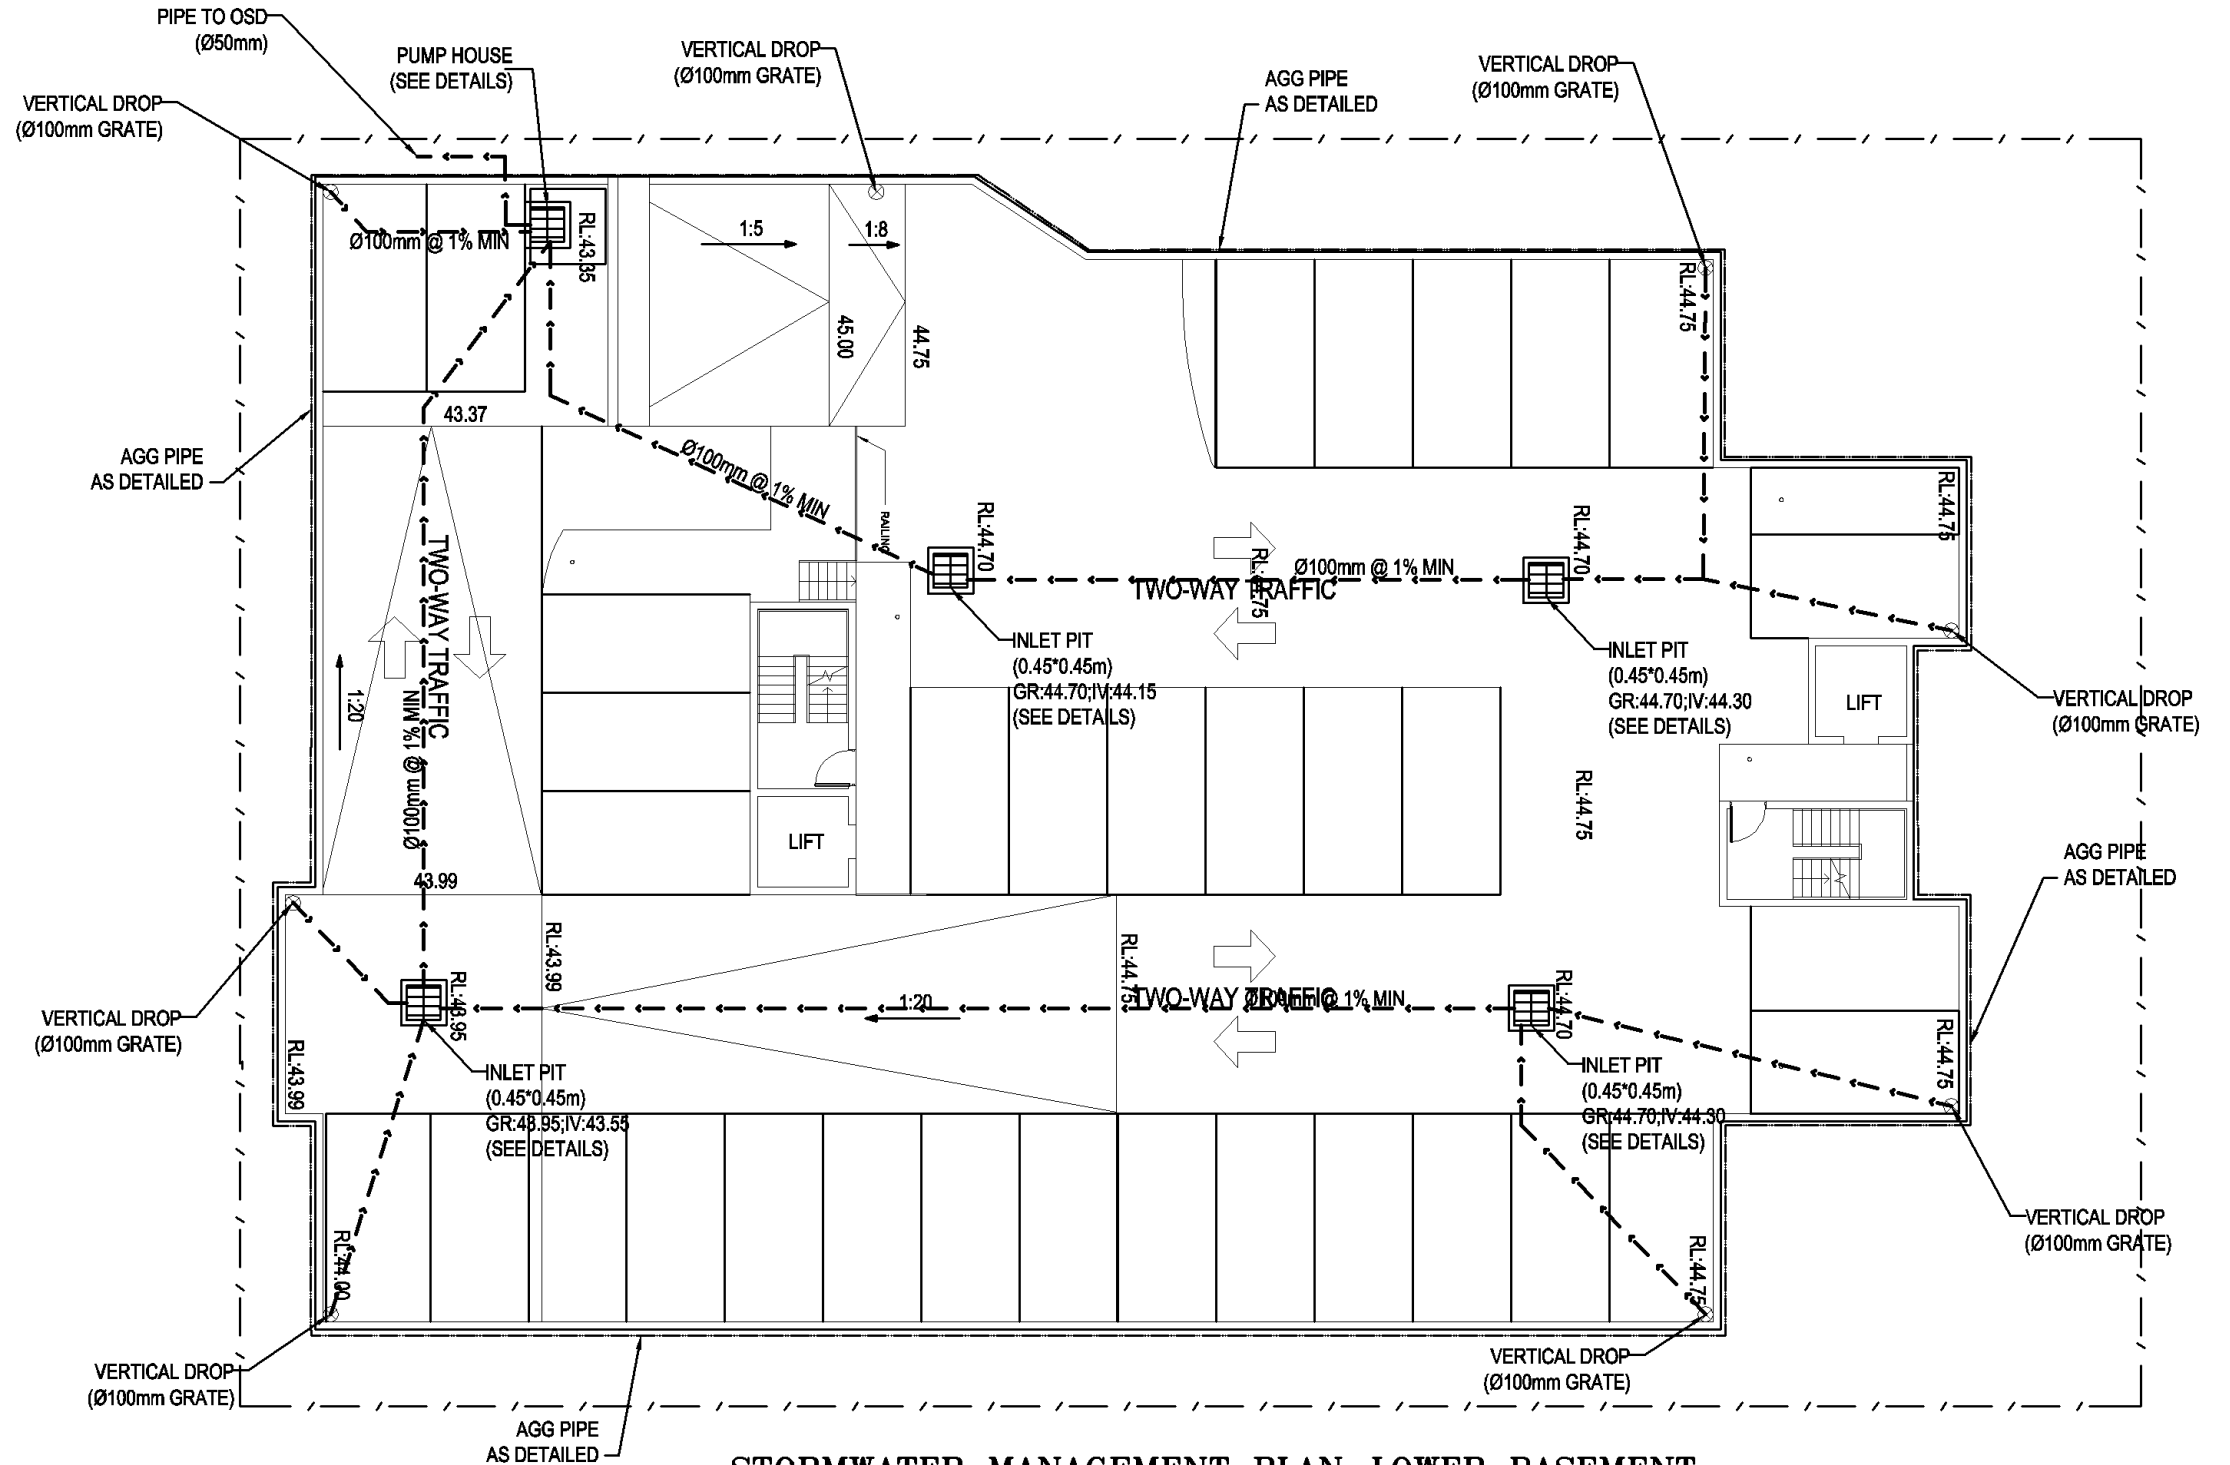 PIPE TO OSD
(Ø50mm)
PUMP HOUSE
(SEE DETAILS)
VERTICAL DROP
(Ø100mm GRATE)
VERTICAL DROP
(Ø100mm GRATE)
AGG PIPE
AS DETAILED
VERTICAL DROP
(Ø100mm GRATE)
Ø100mm @ 1% MIN
RL:43.35
1:5
1:8
45.00
44.75
RL:44.75
43.37
AGG PIPE
AS DETAILED
Ø100mm @ 1% MIN
RAILING
RL:44.70
RL:44.70
RL:44.75
RL:44.75
Ø100mm @ 1% MIN
TWO-WAY TRAFFIC
TWO-WAY TRAFFIC
1:20
Ø100mm @ 1% MIN
INLET PIT
(0.45*0.45m)
GR:44.70;IV:44.15
(SEE DETAILS)
INLET PIT
(0.45*0.45m)
GR:44.70;IV:44.30
(SEE DETAILS)
LIFT
VERTICAL DROP
(Ø100mm GRATE)
RL:44.75
LIFT
AGG PIPE
AS DETAILED
43.99
RL:43.99
RL:44.75
RL:43.95
RL:44.70
1:20
TWO-WAY TRAFFIC
Ø100mm @ 1% MIN
VERTICAL DROP
(Ø100mm GRATE)
RL:43.99
INLET PIT
(0.45*0.45m)
GR:43.95;IV:43.55
(SEE DETAILS)
INLET PIT
(0.45*0.45m)
GR:44.70;IV:44.30
(SEE DETAILS)
RL:44.75
VERTICAL DROP
(Ø100mm GRATE)
RL:44.00
RL:44.75
VERTICAL DROP
(Ø100mm GRATE)
VERTICAL DROP
(Ø100mm GRATE)
AGG PIPE
AS DETAILED
STORMWATER MANAGEMENT PLAN LOWER BASEMENT